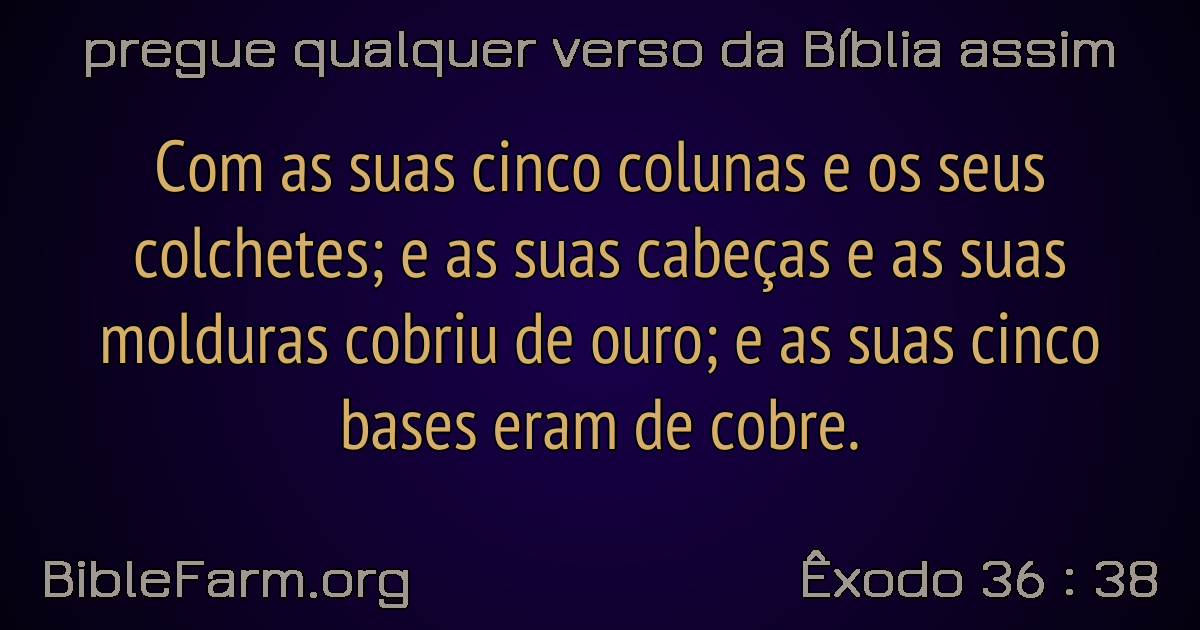 pregue qualquer verso da Bíblia assim
Com as suas cinco colunas e os seus
colchetes; e as suas cabeças e as suas
molduras cobriu de ouro; e as suas cinco
bases eram de cobre.
BibleFarm.org
Êxodo 36 : 38